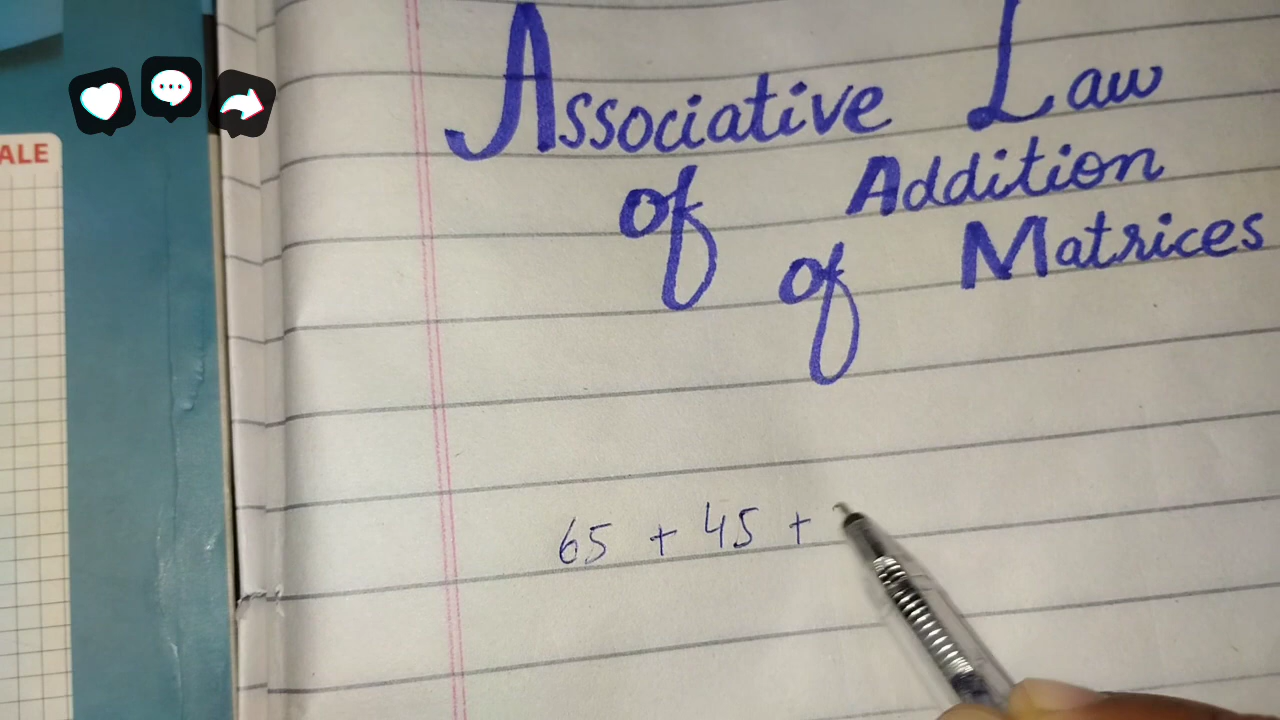 ALE
Associative Law
of Addition
of Matrices
65 + 45 +